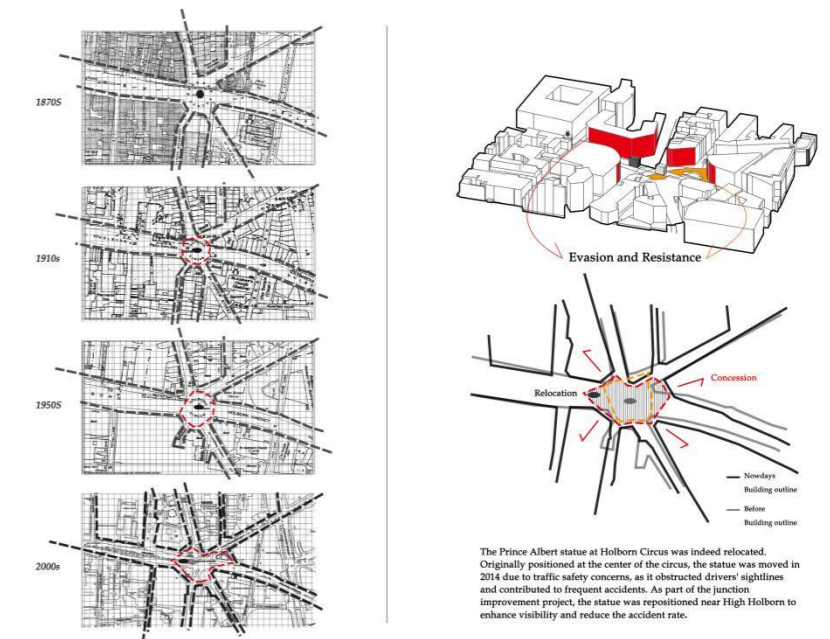 1870S
1910s
1950S
2000s
Evasion and Resistance
Relocation
Concession
Nowdays
Building outline
Before
Building outline
The Prince Albert statue at Holborn Circus was indeed relocated.
Originally positioned at the center of the circus, the statue was moved in
2014 due to traffic safety concerns, as it obstructed drivers' sightlines
and contributed to frequent accidents. As part of the junction
improvement project, the statue was repositioned near High Holborn to
enhance visibility and reduce the accident rate.